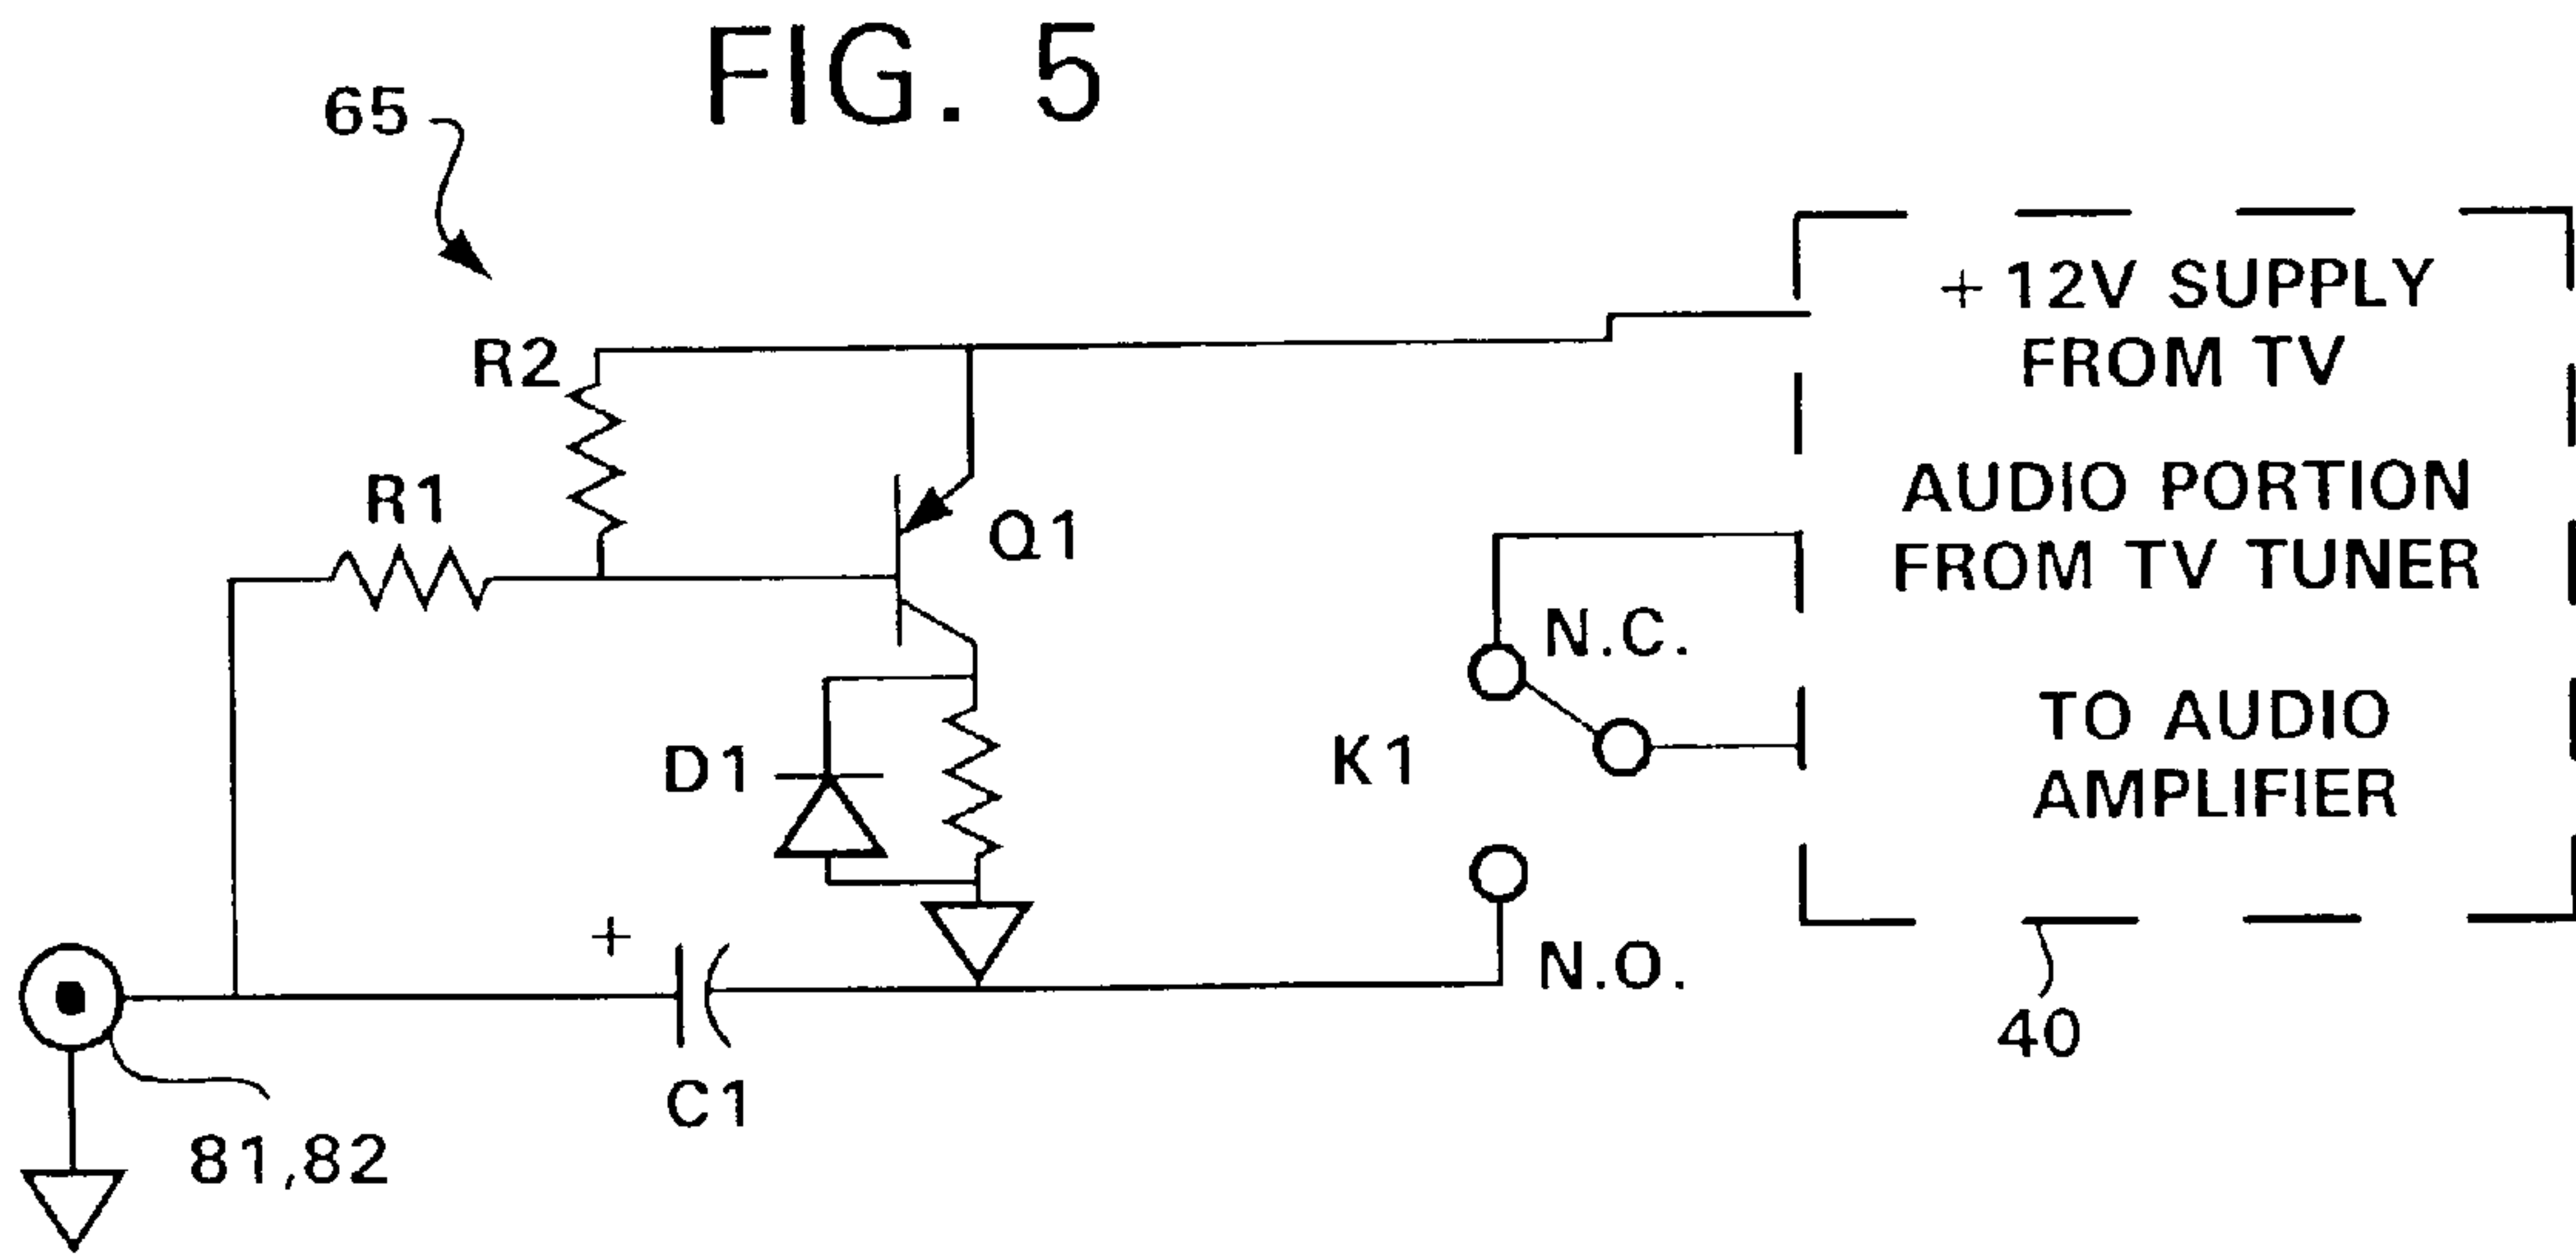 FIG. 5
65
R2
R1
Q1
D1
+
C1
81,82
K1
N.C.
N.O.
+12V SUPPLY
FROM TV
AUDIO PORTION
FROM TV TUNER
TO AUDIO
AMPLIFIER
40